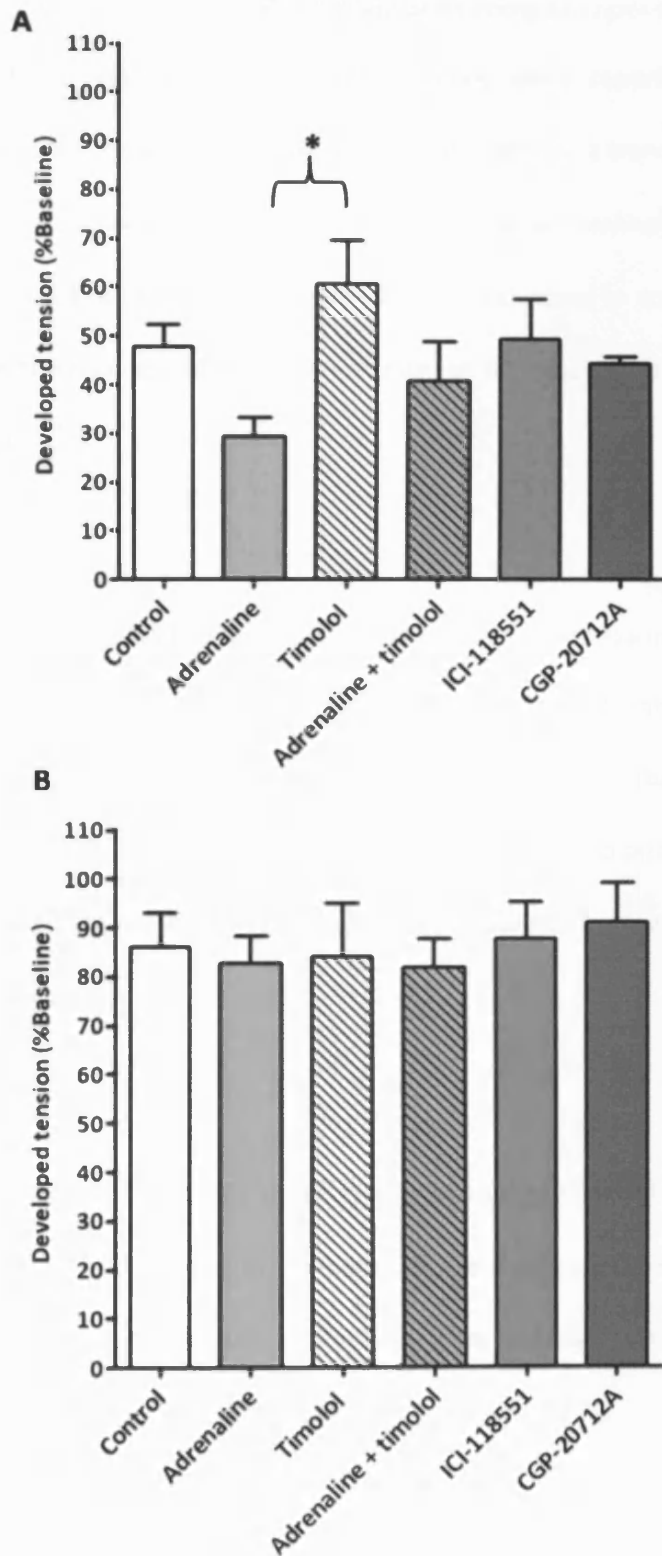 A
Developed tension (%Baseline)
110
100
90
80
70
60
50
40
30
20
10
0
*
Control
Adrenaline
Timolol
Adrenaline + timolol
ICI-118551
CGP-20712A
B
Developed tension (%Baseline)
110
100
90
80
70
60
50
40
30
20
10
0
Control
Adrenaline
Timolol
Adrenaline + timolol
ICI-118551
CGP-20712A